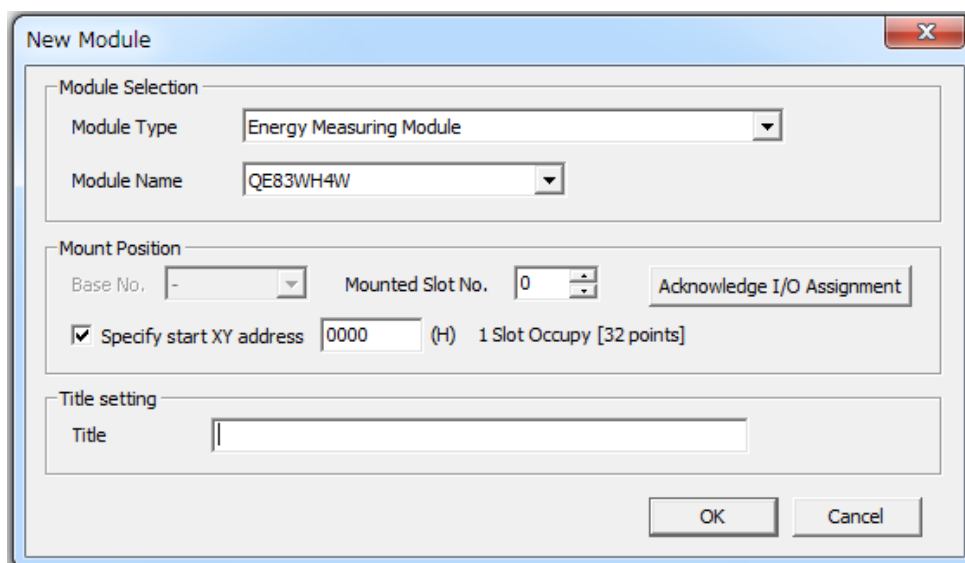 New Module
Module Selection
Module Type Energy Measuring Module
Module Name QE83WH4W
Mount Position
Base No. - Mounted Slot No. 0 Acknowledge I/O Assignment
Specify start XY address 0000 (H) 1 Slot Occupy [32 points]
Title setting
Title
OK Cancel